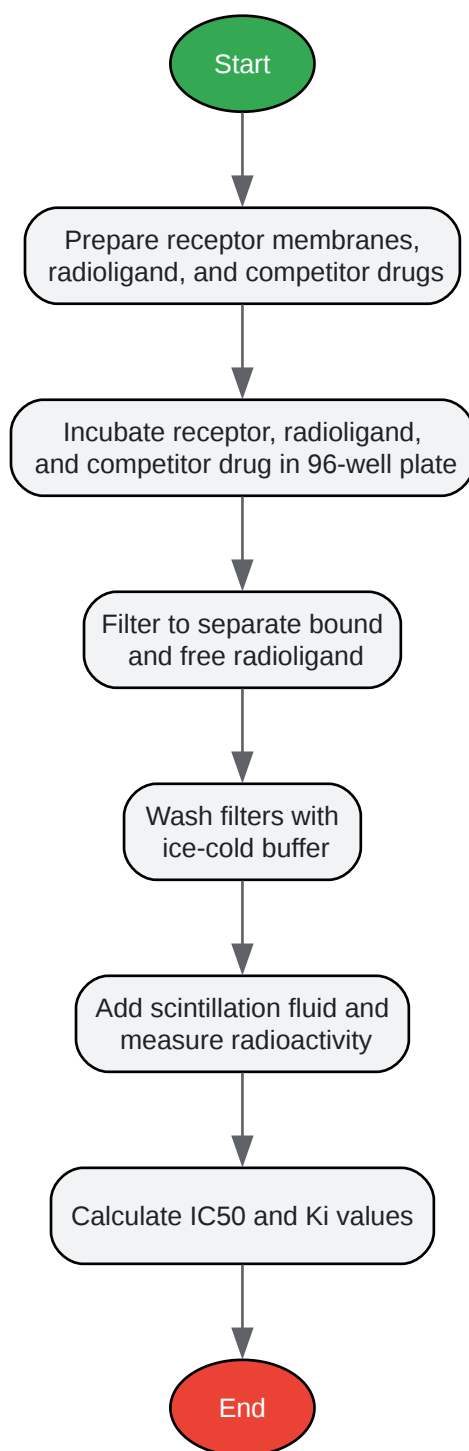 Start
Prepare receptor membranes,
radioligand, and competitor drugs
Incubate receptor, radioligand,
and competitor drug in 96-well plate
Filter to separate bound
and free radioligand
Wash filters with
ice-cold buffer
Add scintillation fluid and
measure radioactivity
Calculate IC50 and Ki values
End